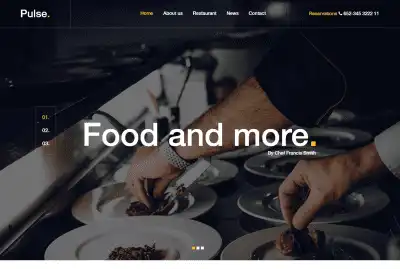 Pulse.
Home About us Restaurant News Contact
Reservations 652-345 3222 11
01.
02.
03.
Food and more.
By Chef Francis Smith